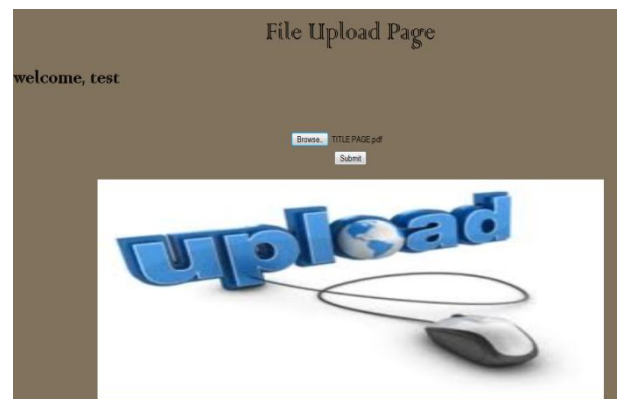 File Upload Page
welcome, test
Browse.. TITLE PAGE.pdf
Submit
upload